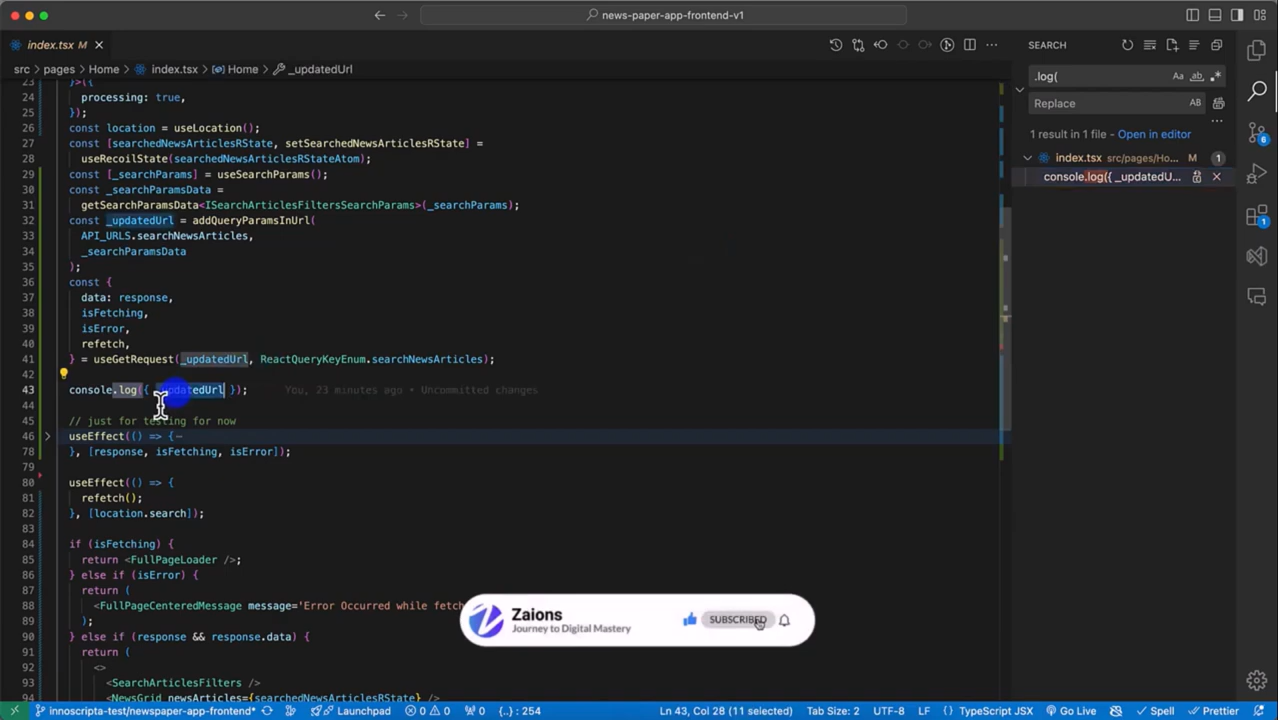 news-paper-app-frontend-v1
index.tsx M
SEARCH
src > pages > Home > index.tsx > Home > _updatedUrl
.log(
Aa ab
Replace
AB
1 result in 1 file - Open in editor
index.tsx src/pages/Ho... M 1
console.log({ _updatedU...
23 }>({
24 processing: true,
25 });
26 const location = useLocation();
27 const [searchedNewsArticlesRState, setSearchedNewsArticlesRState] =
28 useRecoilState(searchedNewsArticlesRStateAtom);
29 const [_searchParams] = useSearchParams();
30 const _searchParamsData =
31 getSearchParamsData<ISearchArticlesFiltersSearchParams>(_searchParams);
32 const _updatedUrl = addQueryParamsInUrl(
33 API_URLS.searchNewsArticles,
34 _searchParamsData
35 );
36 const {
37 data: response,
38 isFetching,
39 isError,
40 refetch,
41 } = useGetRequest(_updatedUrl, ReactQueryKeyEnum.searchNewsArticles);
42
43 console.log({ _updatedUrl }); You, 23 minutes ago • Uncommitted changes
44
45 // just for testing for now
46 useEffect(() => {…
78 }, [response, isFetching, isError]);
79
80 useEffect(() => {
81 refetch();
82 }, [location.search]);
83
84 if (isFetching) {
85 return <FullPageLoader />;
86 } else if (isError) {
87 return (
88 <FullPageCenteredMessage message='Error Occurred while fetch
89 );
90 } else if (response && response.data) {
91 return (
92 <>
93 <SearchArticlesFilters />
94 <NewsGrid newsArticles={searchedNewsArticlesRState} />
Zaions
Journey to Digital Mastery
SUBSCRIBED
6
1
innoscripta-test/newspaper-app-frontend* Launchpad 0 0 0 {..} : 254 Ln 43, Col 28 (11 selected) Tab Size: 2 UTF-8 LF {} TypeScript JSX Go Live Spell Prettier